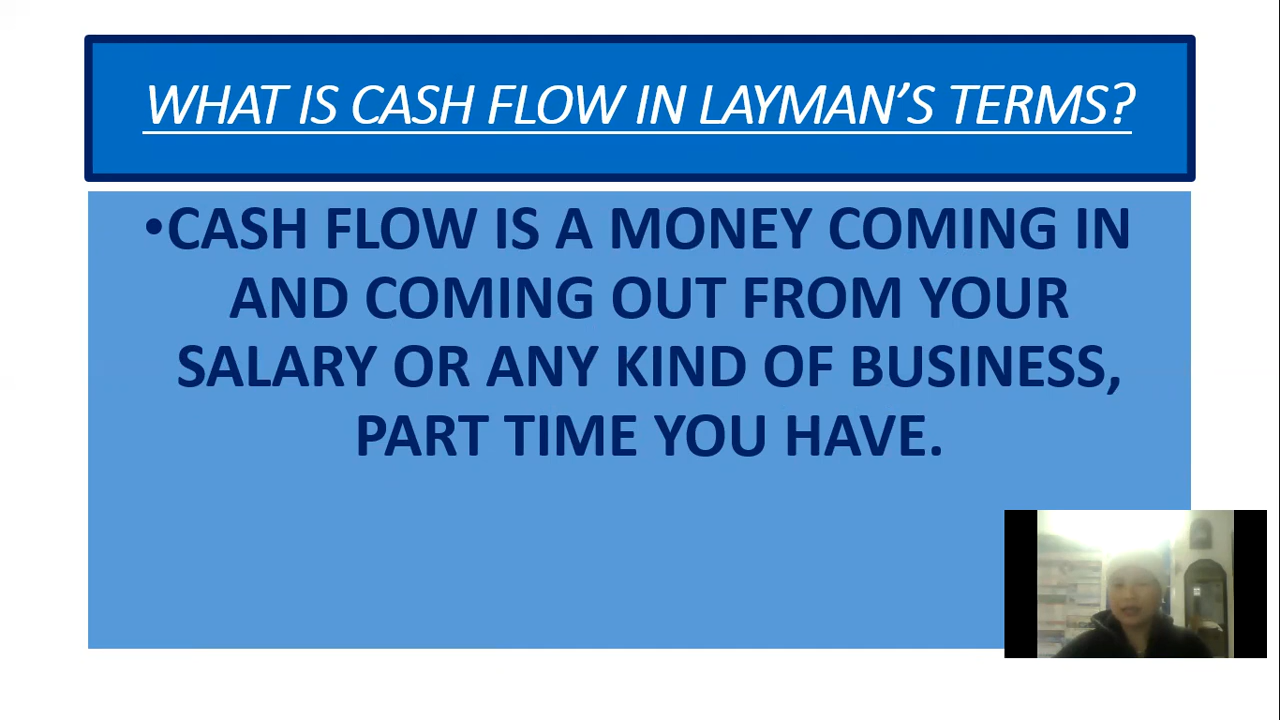 WHAT IS CASH FLOW IN LAYMAN’S TERMS?
•CASH FLOW IS A MONEY COMING IN
AND COMING OUT FROM YOUR
SALARY OR ANY KIND OF BUSINESS,
PART TIME YOU HAVE.